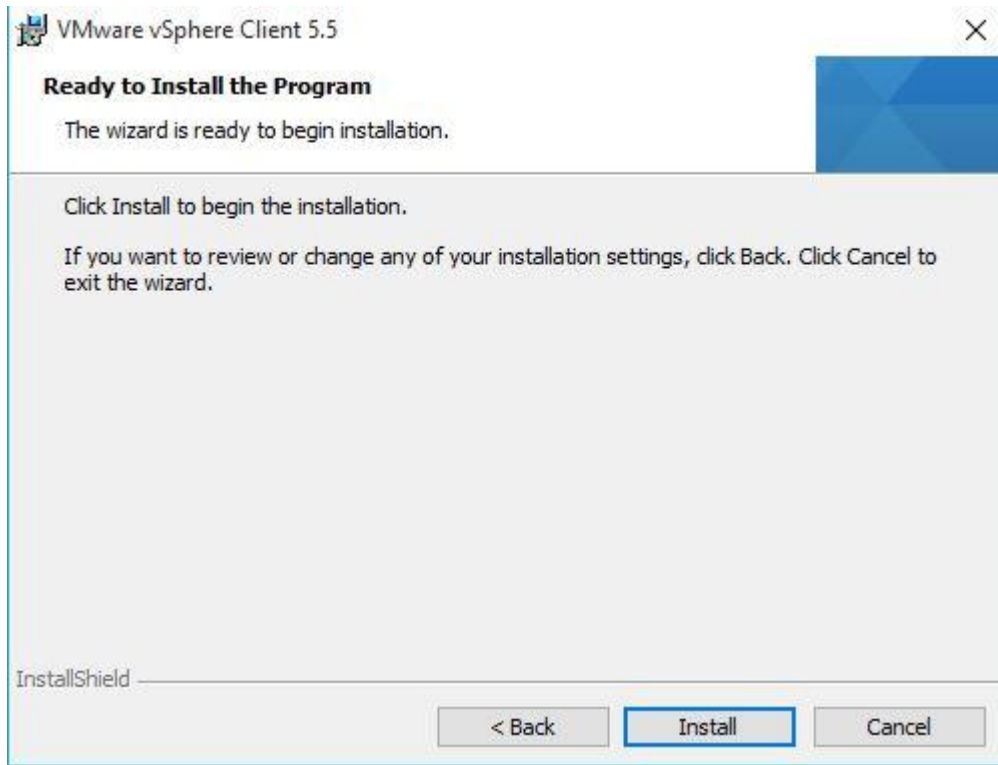 VMware vSphere Client 5.5
Ready to Install the Program
The wizard is ready to begin installation.
Click Install to begin the installation.
If you want to review or change any of your installation settings, click Back. Click Cancel to
exit the wizard.
InstallShield
< Back
Install
Cancel